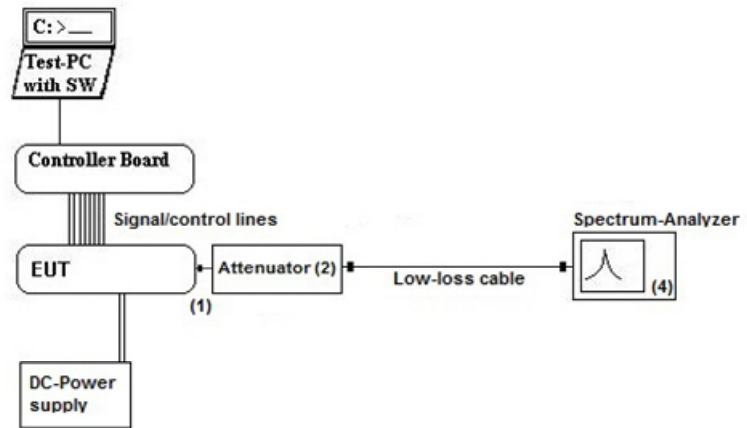 C:>__
Test-PC
with SW
Controller Board
Signal/control lines
Spectrum-Analyzer
EUT
Attenuator (2)
Low-loss cable
(4)
(1)
DC-Power
supply